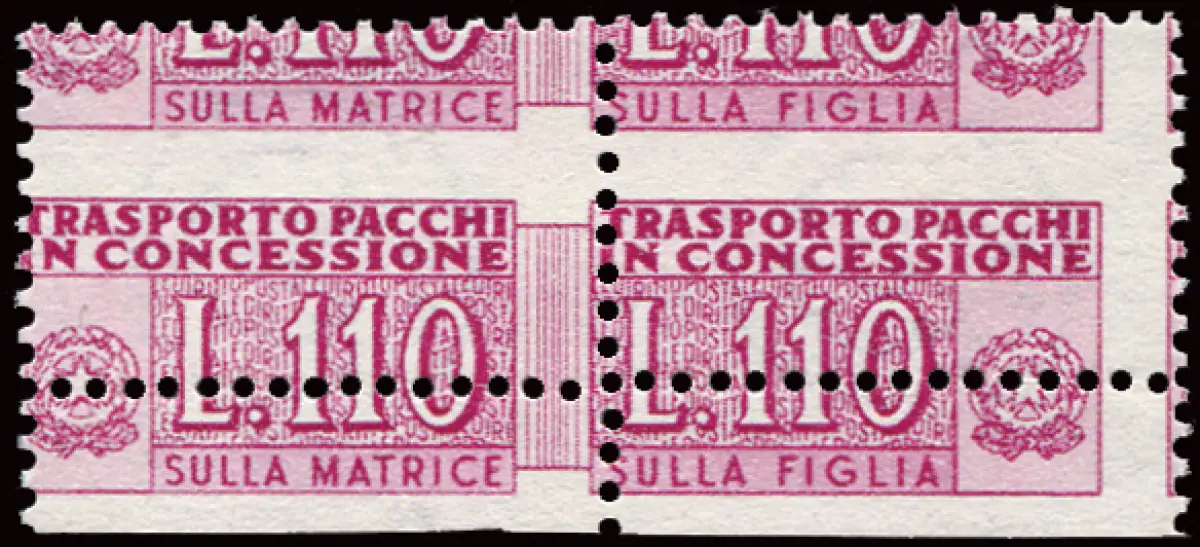 L.110 L.110
SULLA MATRICE SULLA FIGLIA
TRASPORTO PACCHI TRASPORTO PACCHI
IN CONCESSIONE IN CONCESSIONE
L.110 L.110
SULLA MATRICE SULLA FIGLIA